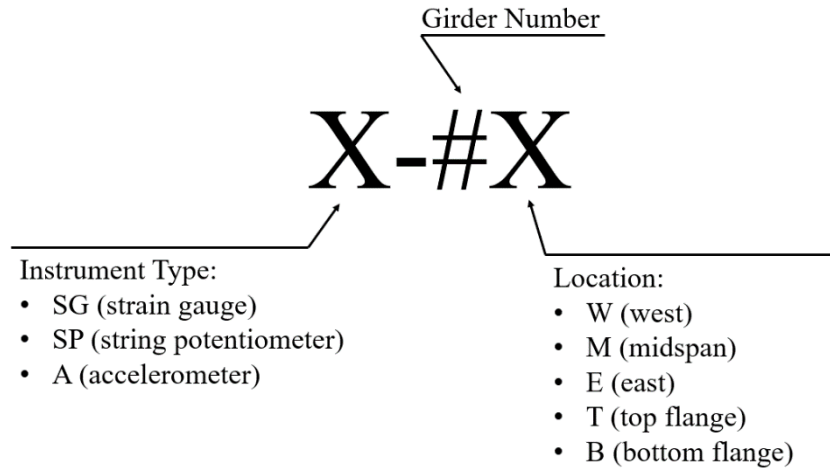 Girder Number
X-#X
Instrument Type:
• SG (strain gauge)
• SP (string potentiometer)
• A (accelerometer)
Location:
• W (west)
• M (midspan)
• E (east)
• T (top flange)
• B (bottom flange)